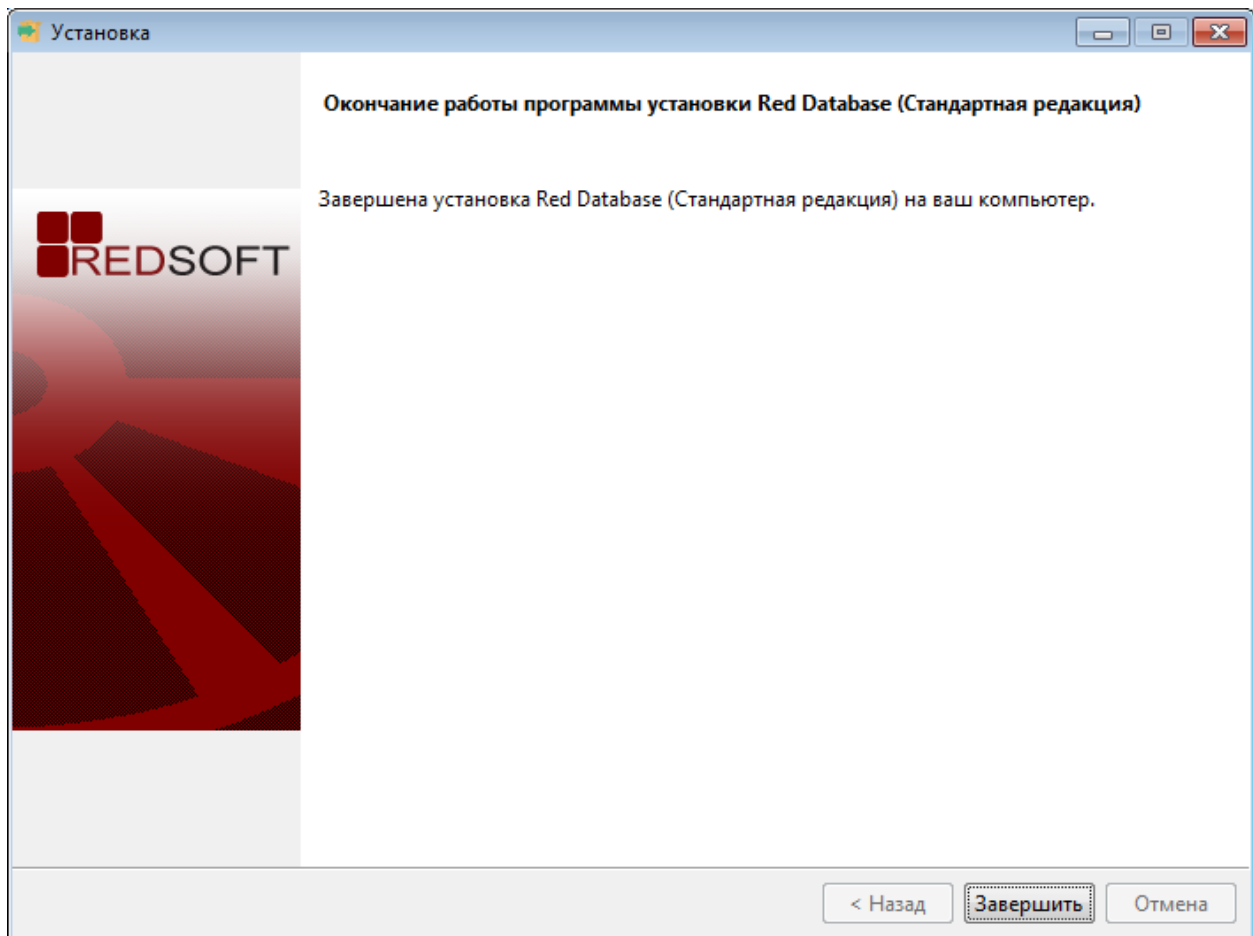 Установка
Окончание работы программы установки Red Database (Стандартная редакция)
Завершена установка Red Database (Стандартная редакция) на ваш компьютер.
REDSOFT
< Назад
Завершить
Отмена